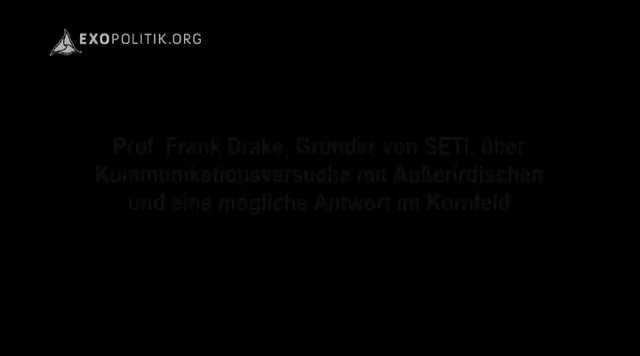 EXOPOLITIK.ORG
Prof. Frank Drake, Gründer von SETI, über
Kommunikationsversuche mit Außerirdischen
und eine mögliche Antwort im Kornfeld